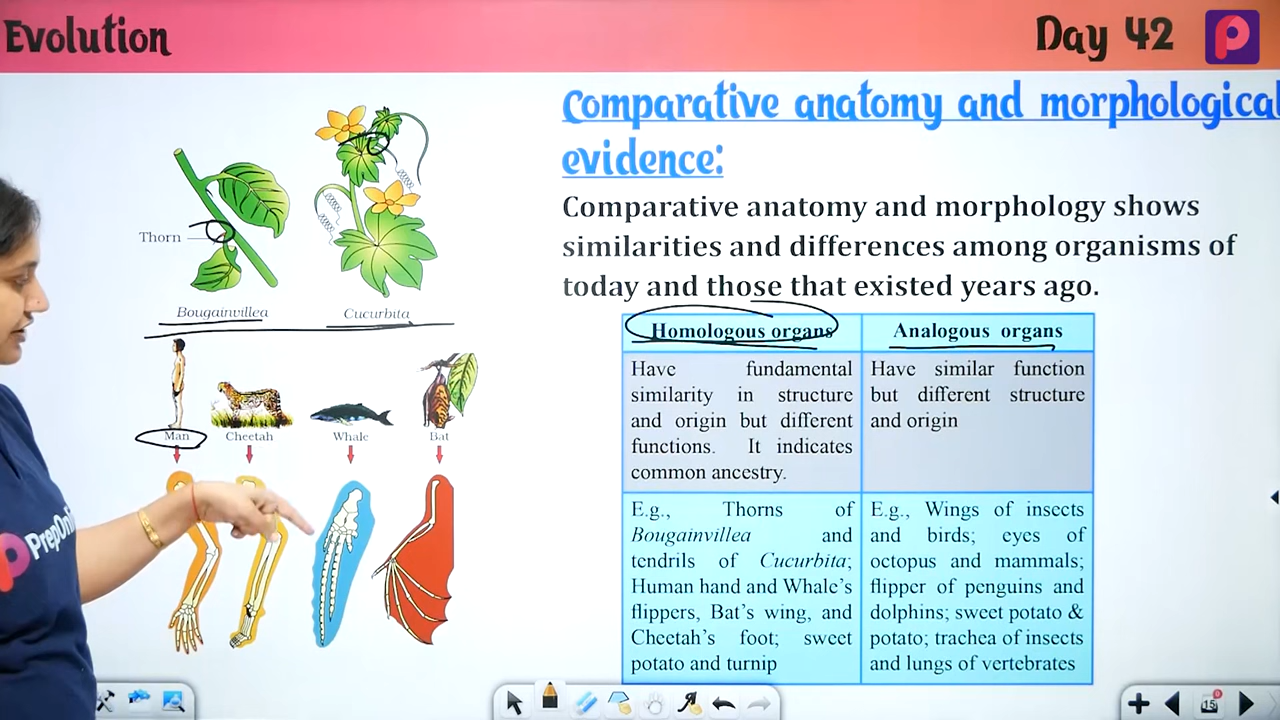 Evolution
Day 42
Comparative anatomy and morphological
evidence:
Comparative anatomy and morphology shows
similarities and differences among organisms of
today and those that existed years ago.
Thorn
Bougainvillea
Cucurbita
Man
Cheetah
Whale
Bat
Homologous organs
Have fundamental
similarity in structure
and origin but different
functions. It indicates
common ancestry.
E.g., Thorns of
Bougainvillea and
tendrils of Cucurbita;
Human hand and Whale's
flippers, Bat's wing, and
Cheetah's foot; sweet
potato and turnip
Analogous organs
Have similar function
but different structure
and origin
E.g., Wings of insects
and birds; eyes of
octopus and mammals;
flipper of penguins and
dolphins; sweet potato &
potato; trachea of insects
and lungs of vertebrates
15